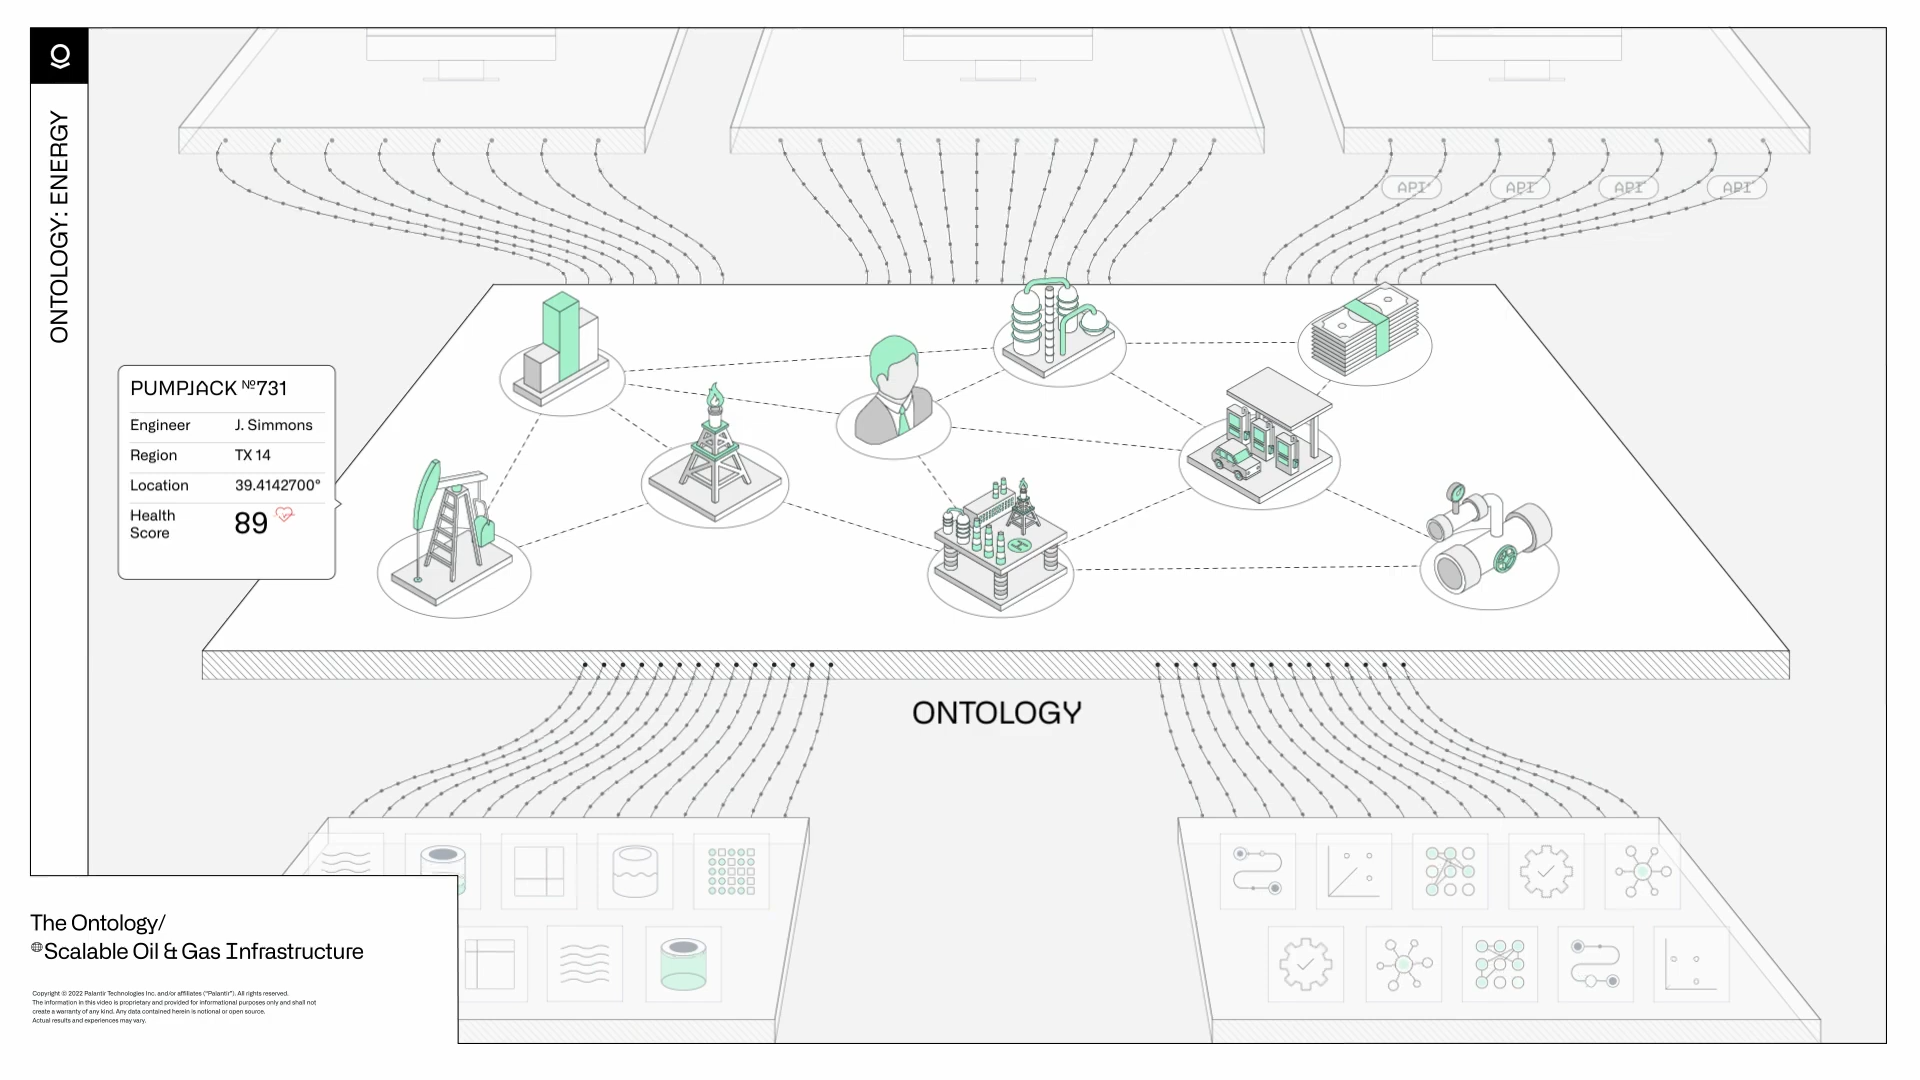 ONTOLOGY: ENERGY
API
API
API
API
PUMPJACK №731
Engineer J. Simmons
Region TX 14
Location 39.4142700°
Health Score 89
ONTOLOGY
The Ontology/
Scalable Oil & Gas Infrastructure
Copyright © 2022 Palantir Technologies Inc. and/or affiliates ("Palantir"). All rights reserved.
The information in this video is proprietary and provided for informational purposes only and shall not
create a warranty of any kind. Any data contained herein is notional or open source.
Actual results and experiences may vary.